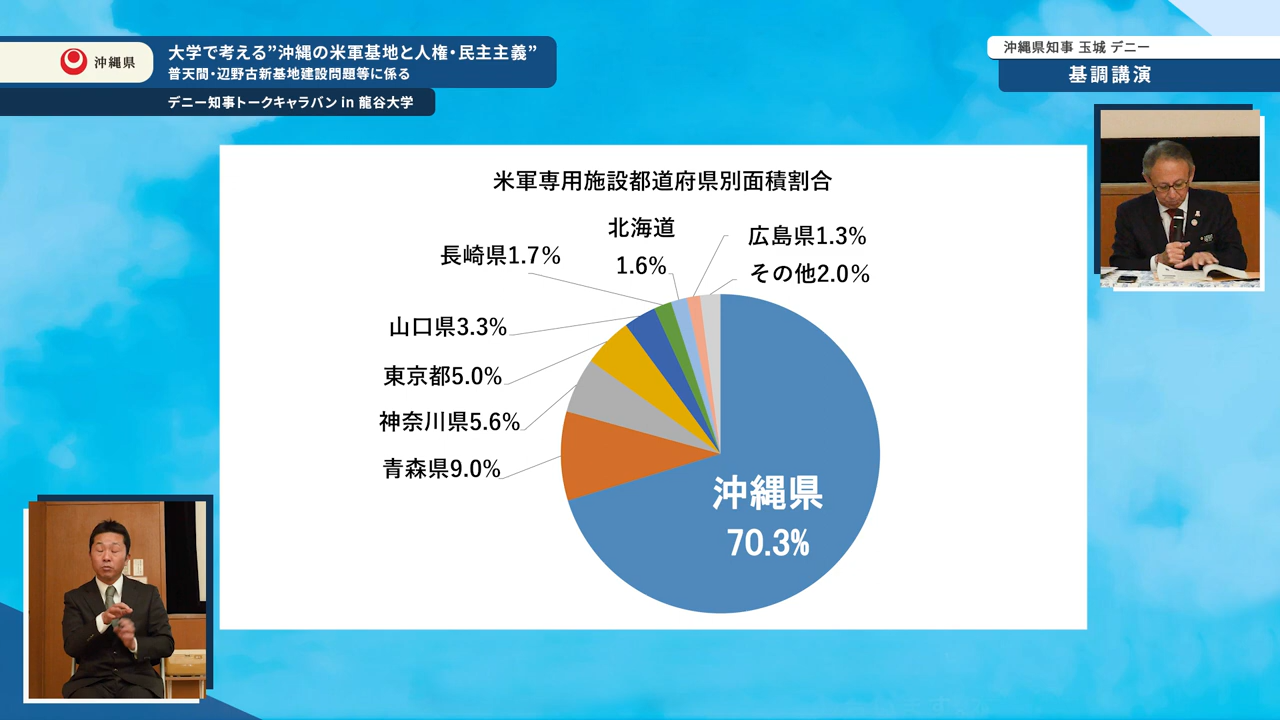 沖縄県
大学で考える”沖縄の米軍基地と人権・民主主義”
普天間・辺野古新基地建設問題等に係る
デニー知事トークキャラバン in 龍谷大学
沖縄県知事 玉城 デニー
基調講演
米軍専用施設都道府県別面積割合
北海道
1.6%
広島県1.3%
長崎県1.7%
その他2.0%
山口県3.3%
東京都5.0%
神奈川県5.6%
青森県9.0%
沖縄県
70.3%